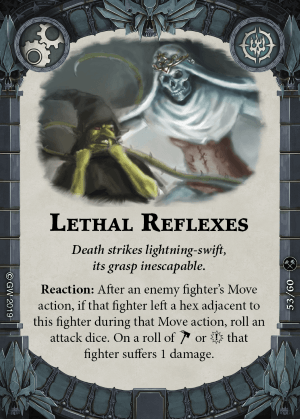 LETHAL REFLEXES
Death strikes lightning-swift,
its grasp inescapable.
Reaction: After an enemy fighter's Move
action, if that fighter left a hex adjacent to
this fighter during that Move action, roll an
attack dice. On a roll of or that
fighter suffers 1 damage.
© GW 2019
53/60